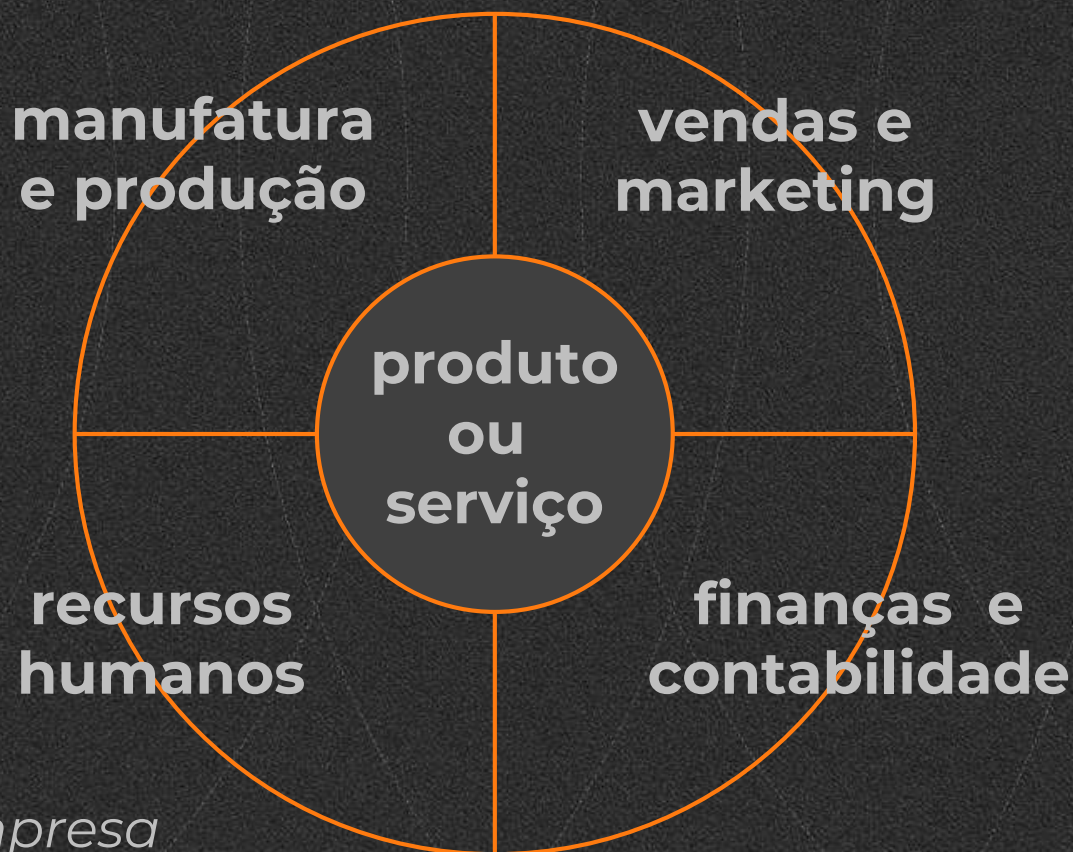 manufatura
e produção
vendas e
marketing
produto
ou
serviço
recursos
humanos
finanças e
contabilidade